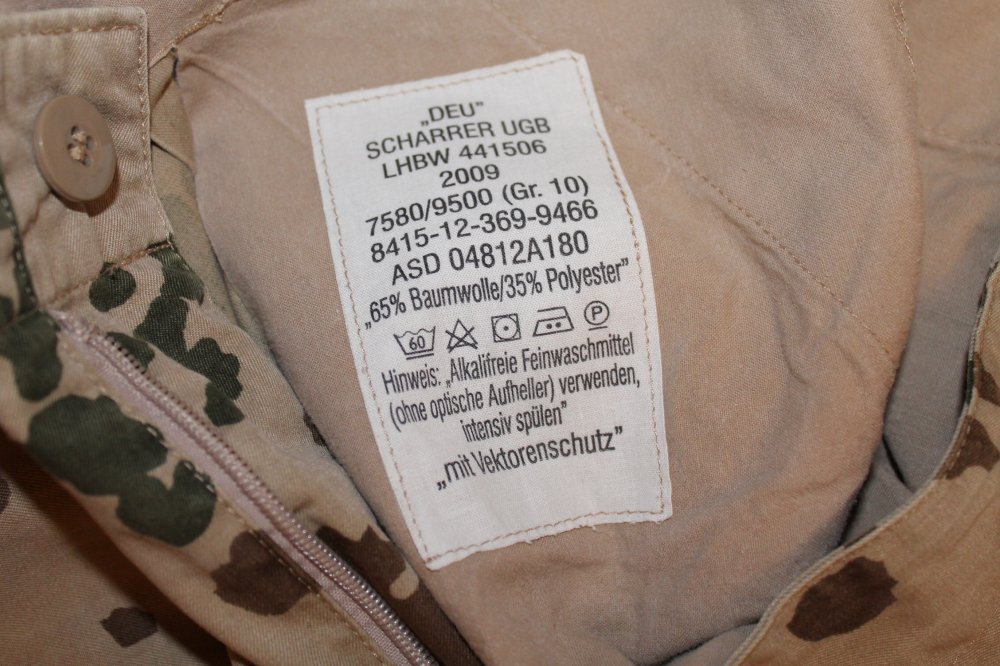 „DEU”
SCHARRER UGB
LHBW 441506
2009
7580/9500 (Gr. 10)
8415-12-369-9466
ASD 04812A180
„65% Baumwolle/35% Polyester”
60 P
Hinweis: „Alkalifreie Feinwaschmittel
(ohne optische Aufheller) verwenden,
intensiv spülen”
„mit Vektorenschutz”